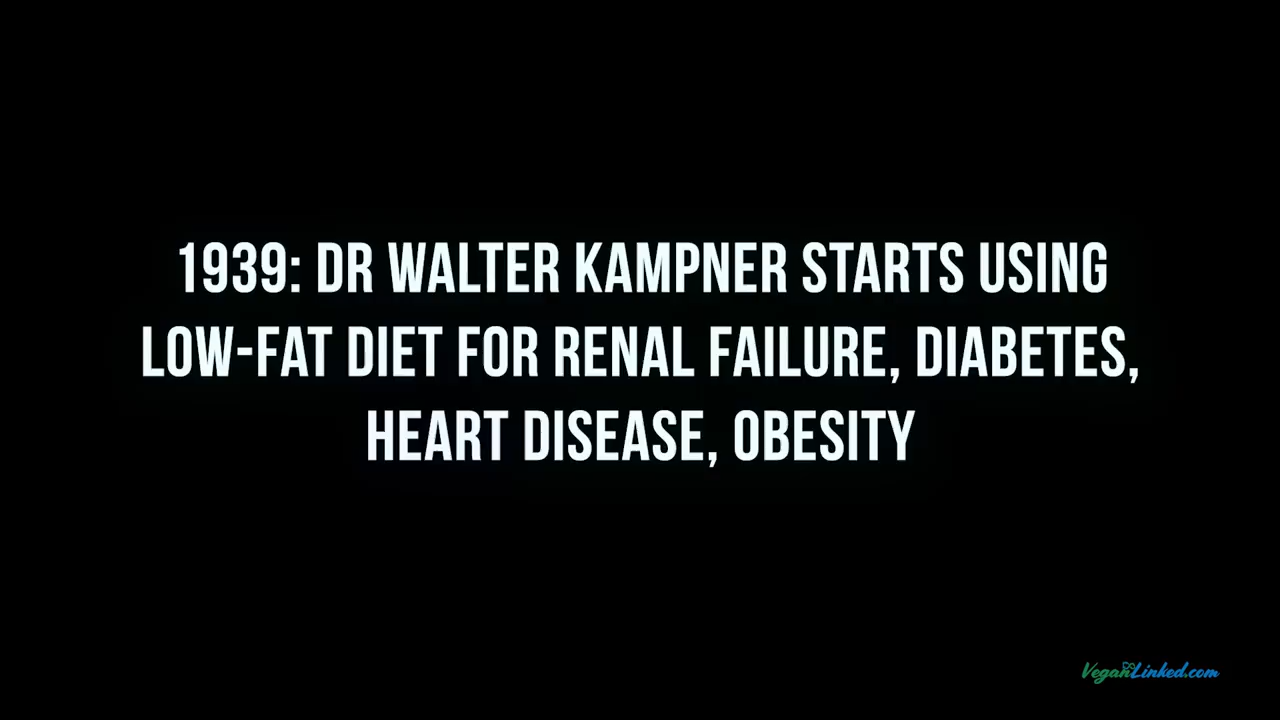 1939: DR WALTER KAMPNER STARTS USING
LOW-FAT DIET FOR RENAL FAILURE, DIABETES,
HEART DISEASE, OBESITY
VeganLinked.com